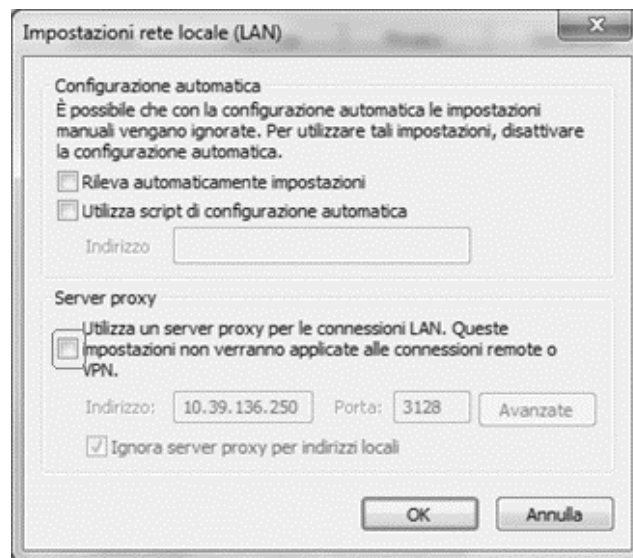 Impostazioni rete locale (LAN)
Configurazione automatica
È possibile che con la configurazione automatica le impostazioni
manuali vengano ignorate. Per utilizzare tali impostazioni, disattivare
la configurazione automatica.
Rileva automaticamente impostazioni
Utilizza script di configurazione automatica
Indirizzo
Server proxy
Utilizza un server proxy per le connessioni LAN. Queste
impostazioni non verranno applicate alle connessioni remote o
VPN.
Indirizzo: 10.39.136.250 Porta: 3128 Avanzate
Ignora server proxy per indirizzi locali
OK Annulla